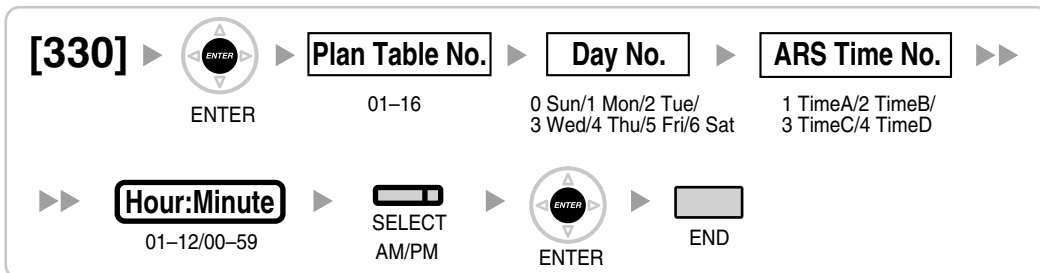 [330] ENTER Plan Table No. Day No. ARS Time No.
ENTER 01–16 0 Sun/1 Mon/2 Tue/ 1 TimeA/2 TimeB/
3 Wed/4 Thu/5 Fri/6 Sat 3 TimeC/4 TimeD
Hour:Minute ENTER
01–12/00–59 SELECT END
AM/PM ENTER